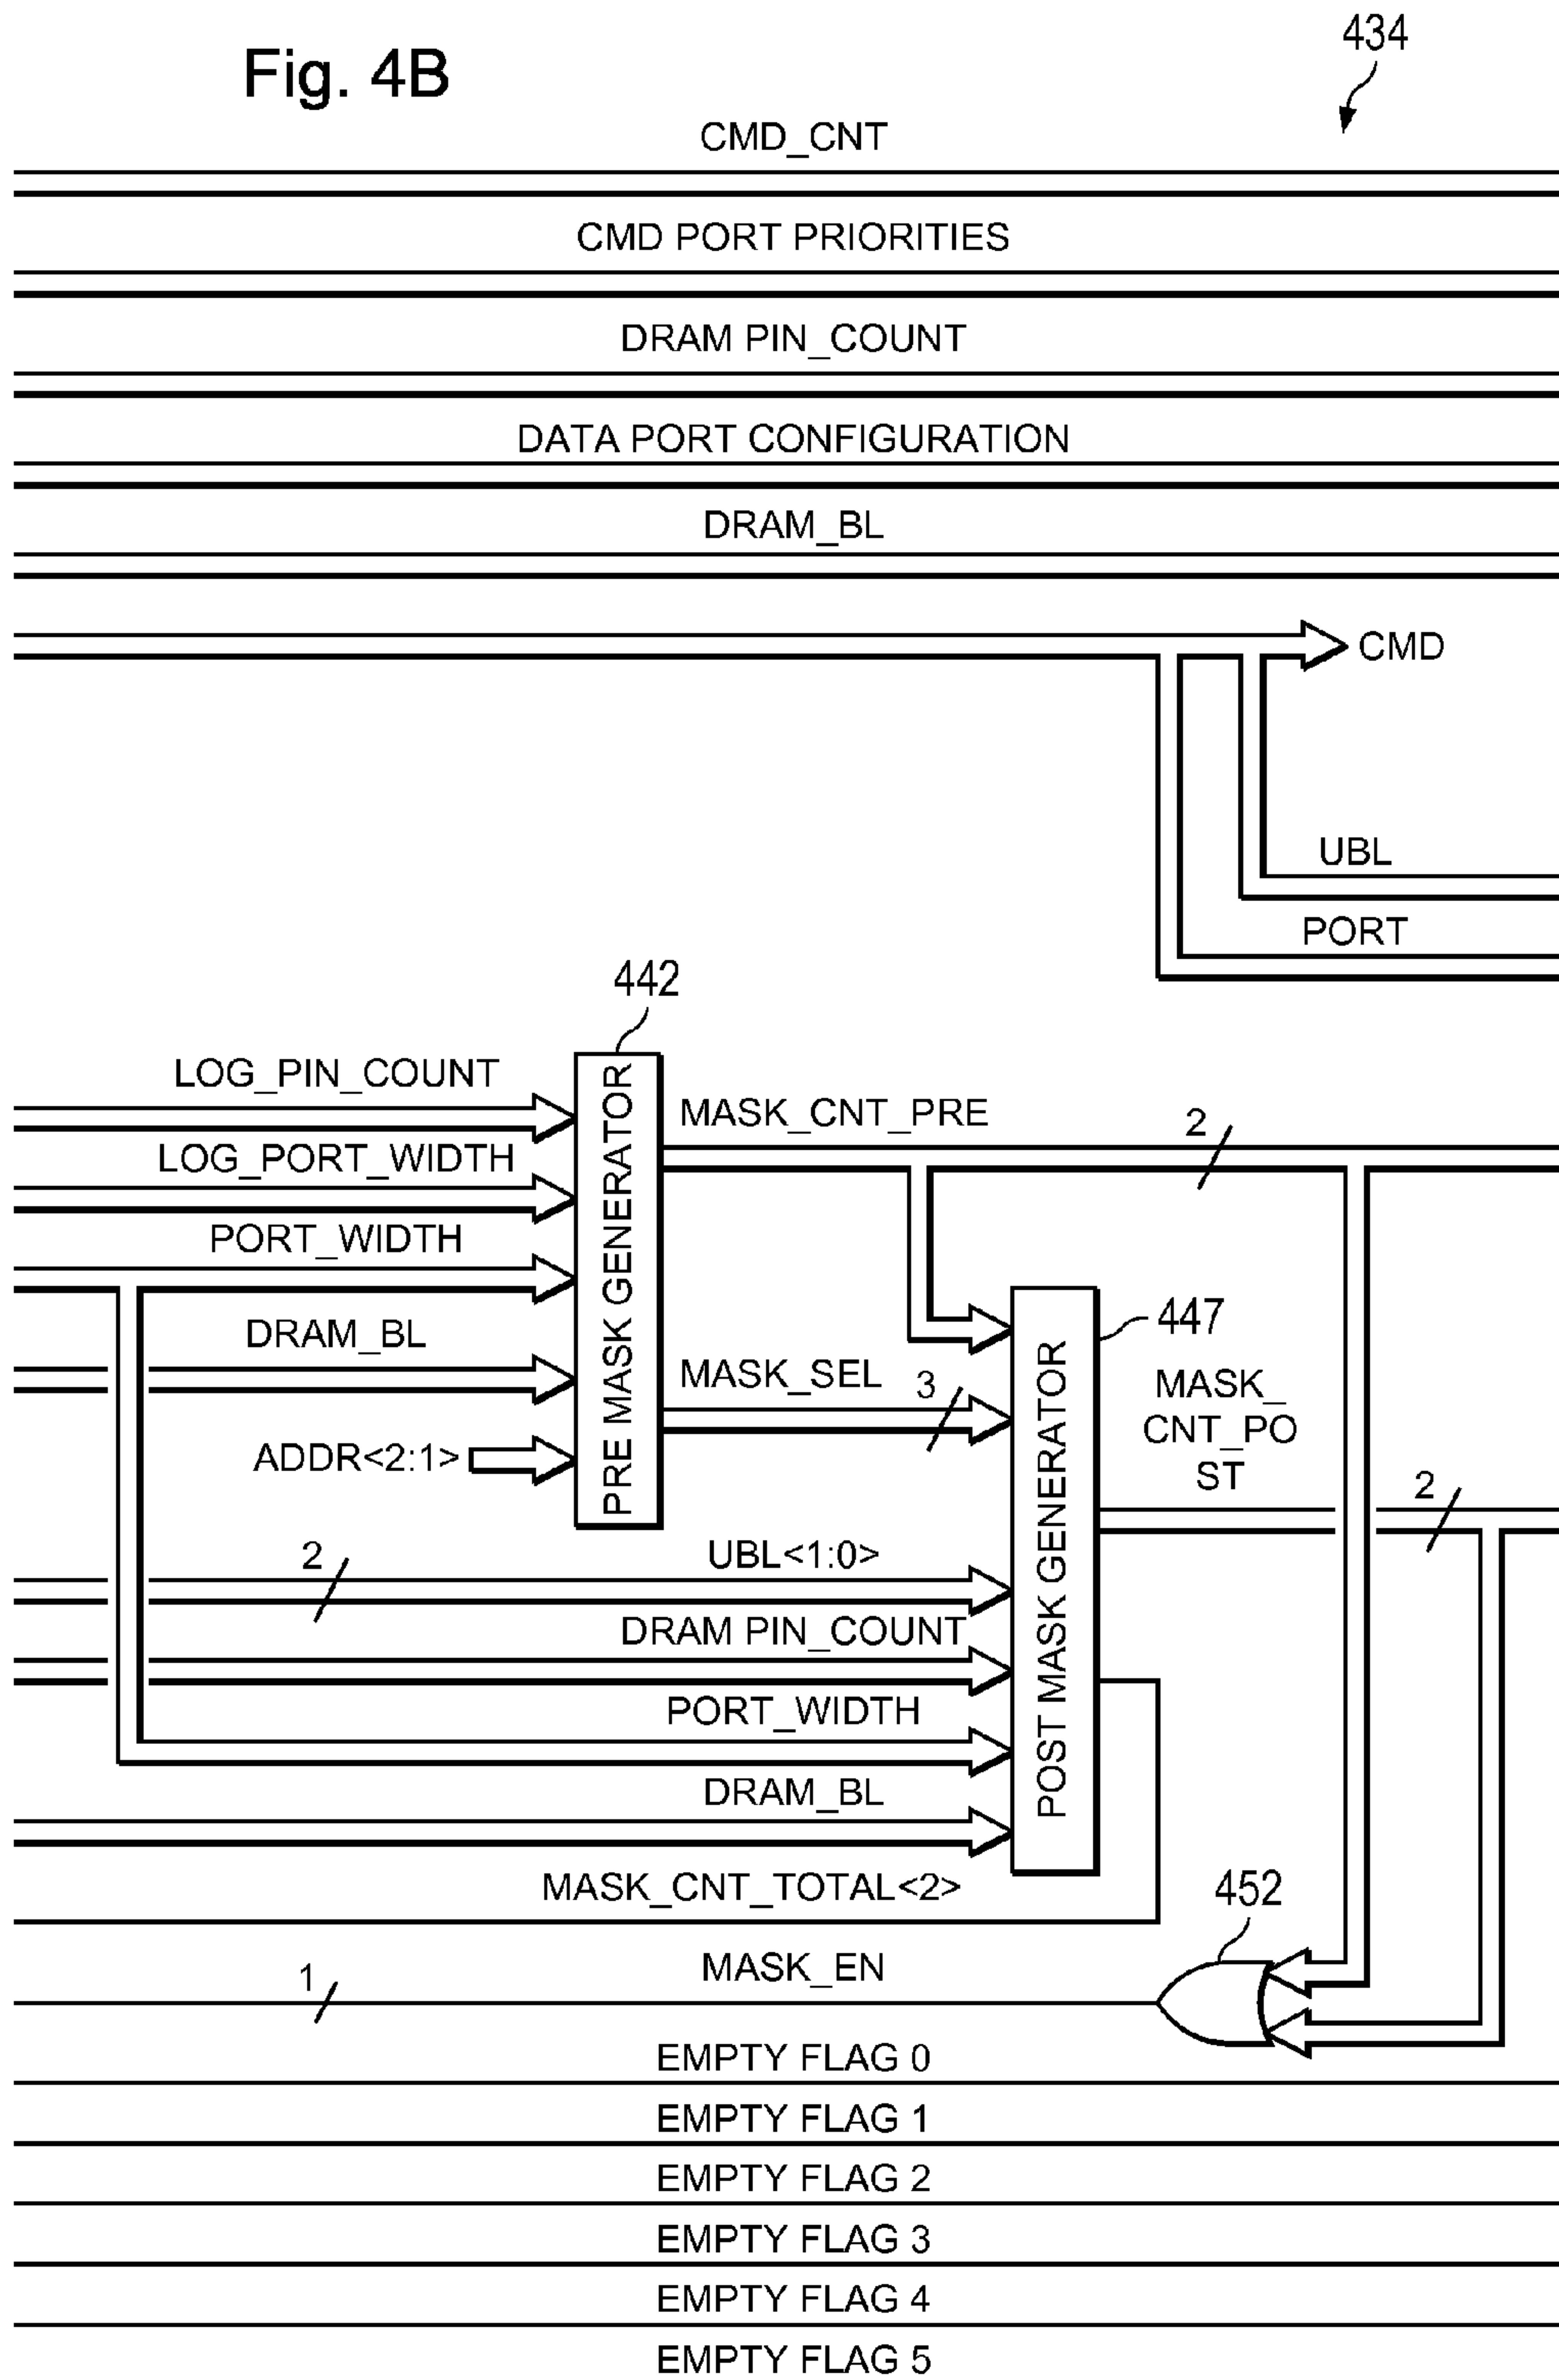 434
Fig. 4B
CMD_CNT
CMD PORT PRIORITIES
DRAM PIN_COUNT
DATA PORT CONFIGURATION
DRAM_BL
CMD
UBL
PORT
442
LOG_PIN_COUNT
MASK_CNT_PRE
2
LOG_PORT_WIDTH
PORT_WIDTH
PRE MASK GENERATOR
447
DRAM_BL
MASK_SEL
3
MASK_
CNT_PO
ST
ADDR<2:1>
2
POST MASK GENERATOR
2
UBL<1:0>
DRAM PIN_COUNT
PORT_WIDTH
DRAM_BL
MASK_CNT_TOTAL<2>
452
MASK_EN
1
EMPTY FLAG 0
EMPTY FLAG 1
EMPTY FLAG 2
EMPTY FLAG 3
EMPTY FLAG 4
EMPTY FLAG 5